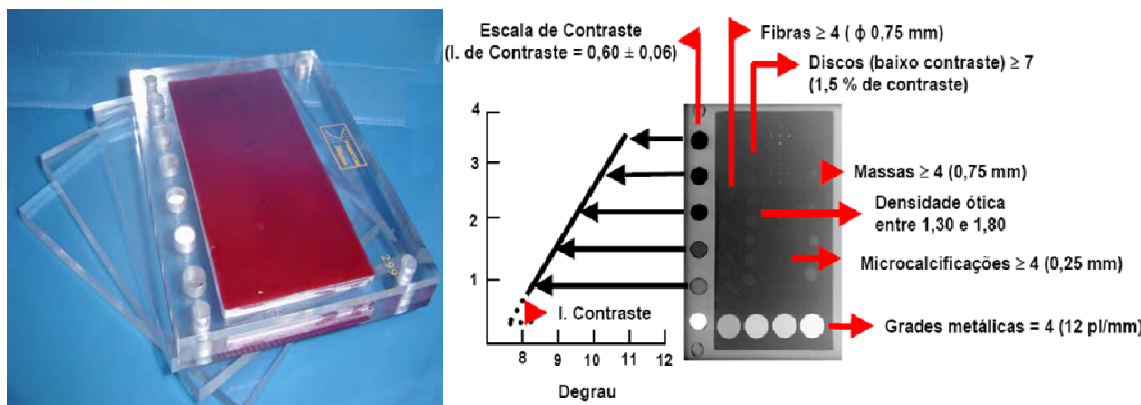 Escala de Contraste
(I. de Contraste = 0,60 ± 0,06)
Fibras ≥ 4 ( ϕ 0,75 mm)
Discos (baixo contraste) ≥ 7
(1,5 % de contraste)
Massas ≥ 4 (0,75 mm)
Densidade ótica
entre 1,30 e 1,80
Microcalcificações ≥ 4 (0,25 mm)
Grades metálicas = 4 (12 pl/mm)
4
3
2
1
I. Contraste
8 9 10 11 12
Degrau
299